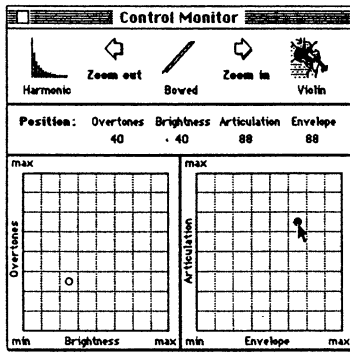 Control Monitor
Zoom out Zoom in
Harmonic Bowed Violin
Position: Overtones Brightness Articulation Envelope
40 40 88 88
max max
Overtones Articulation
min Brightness max min Envelope max